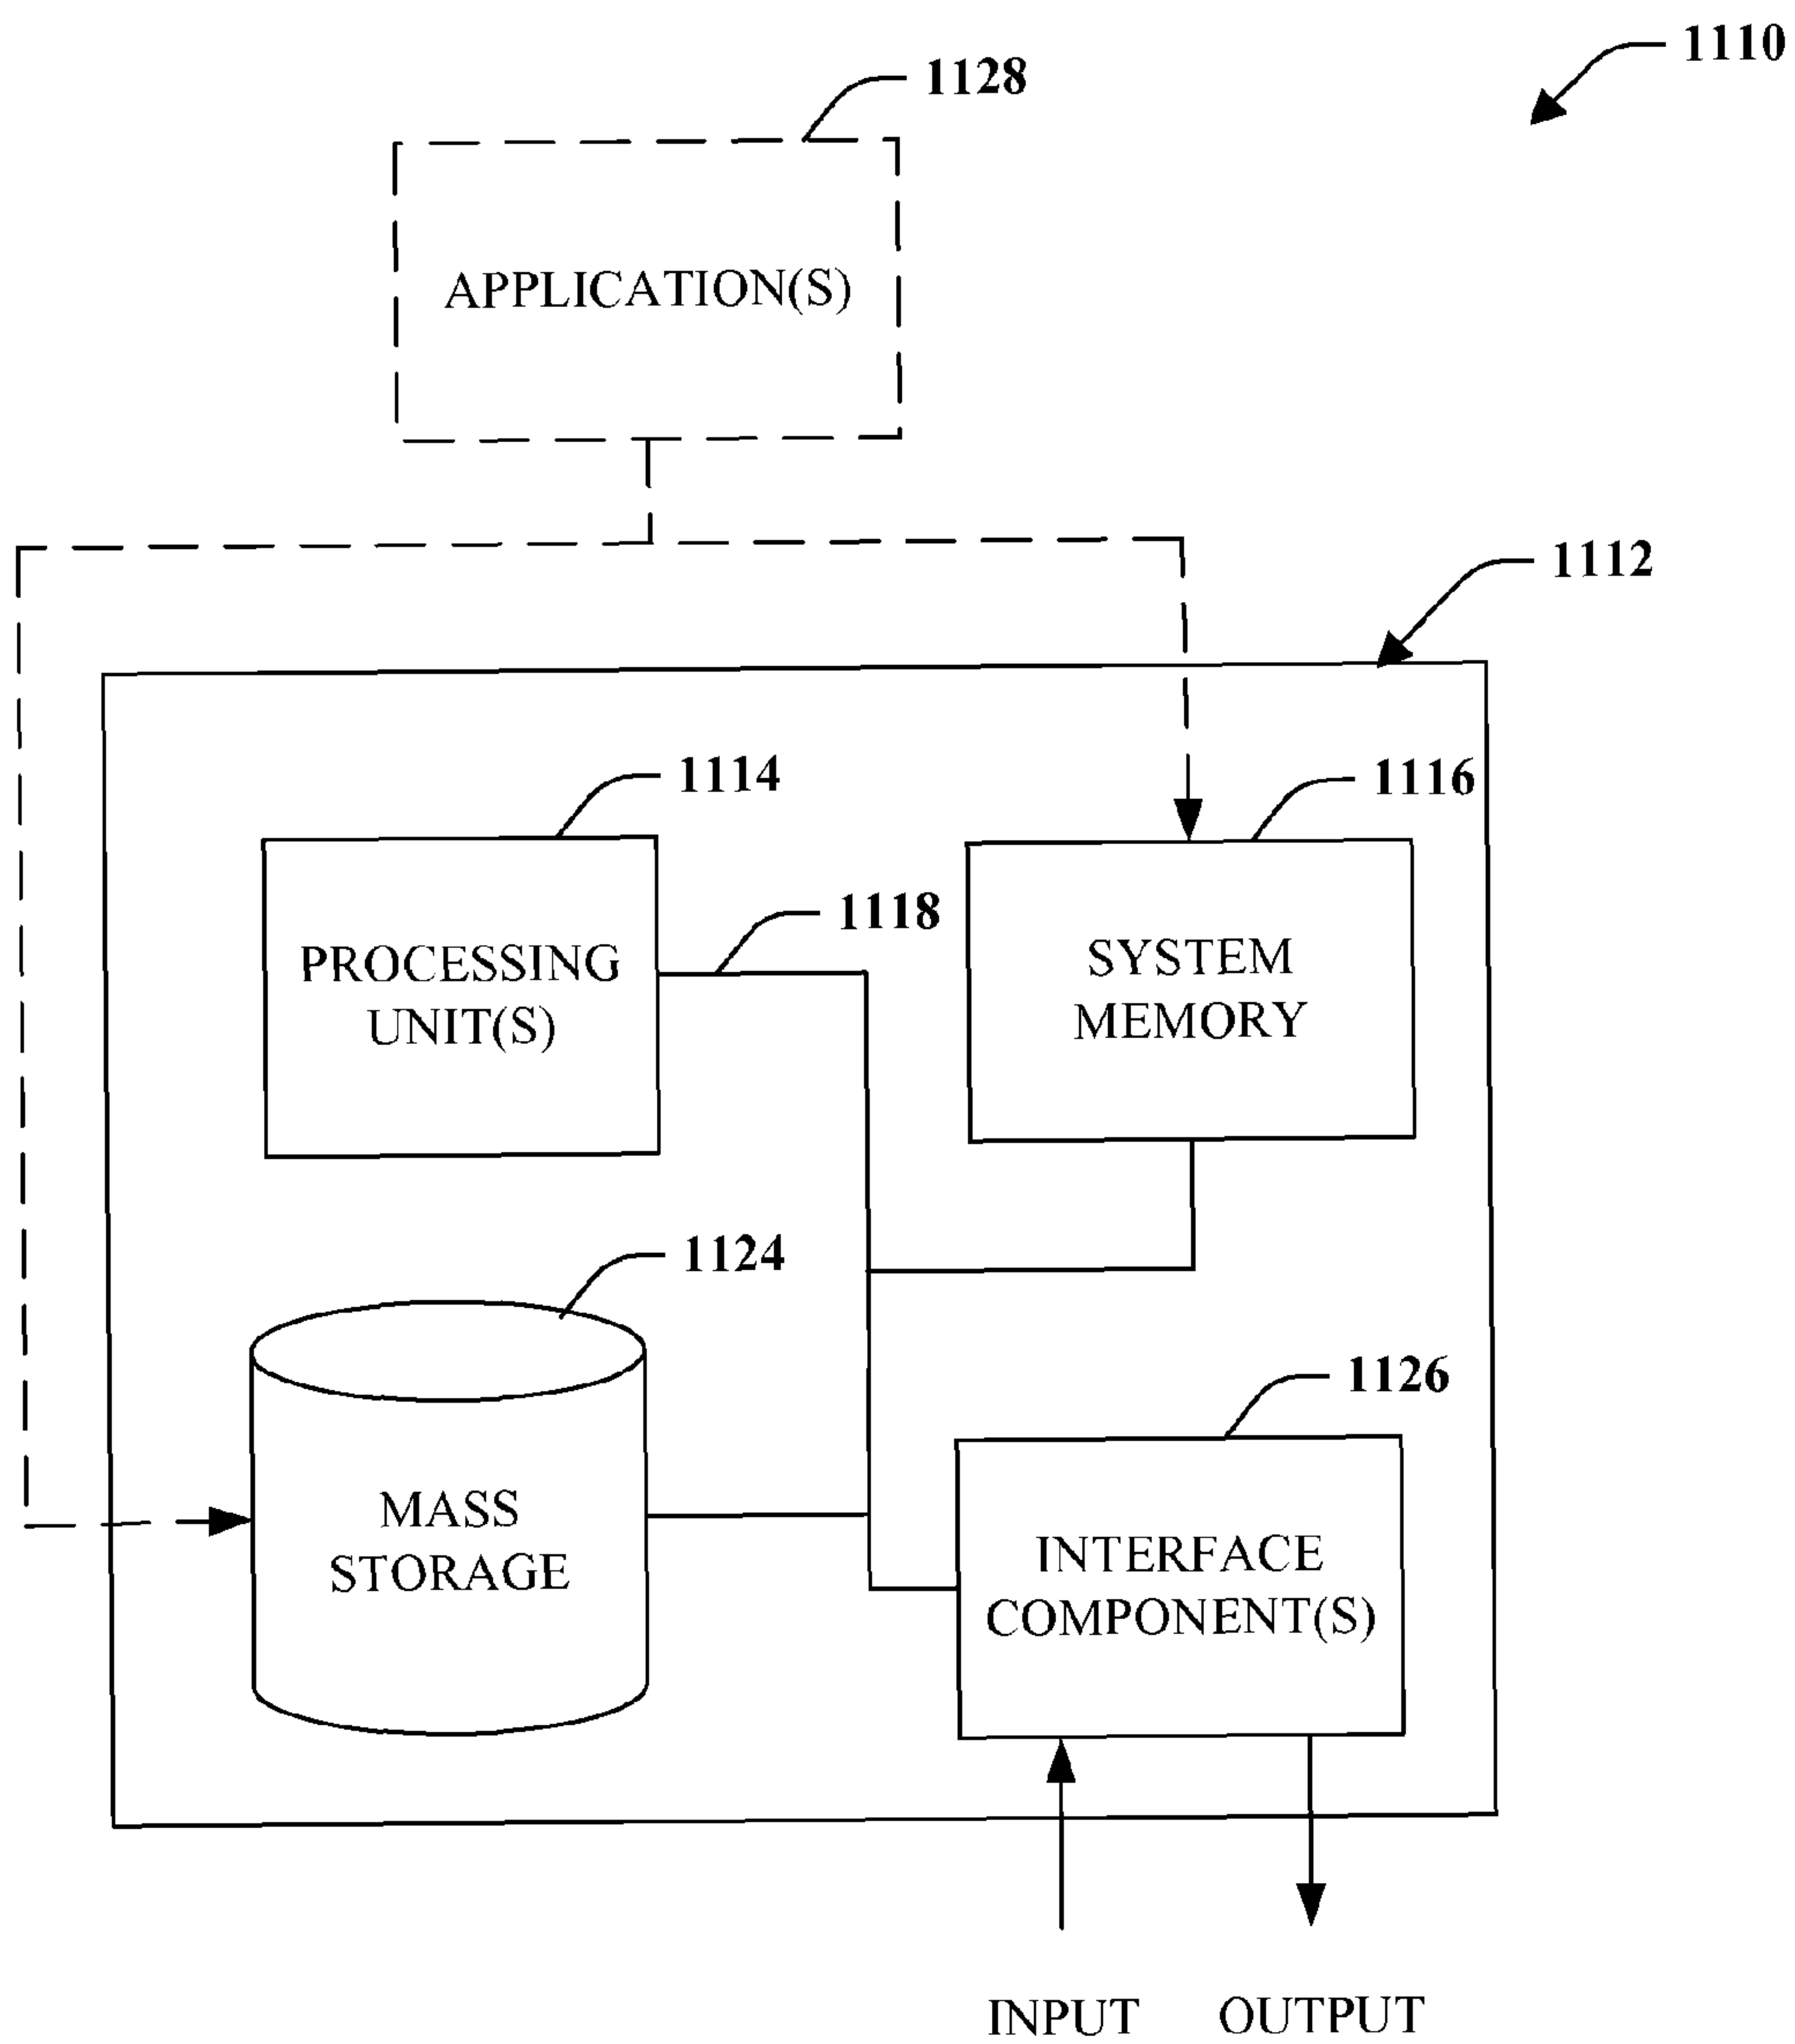 1110
1128
APPLICATION(S)
1112
1114
1116
1118
PROCESSING
UNIT(S)
SYSTEM
MEMORY
1124
1126
MASS
STORAGE
INTERFACE
COMPONENT(S)
INPUT
OUTPUT